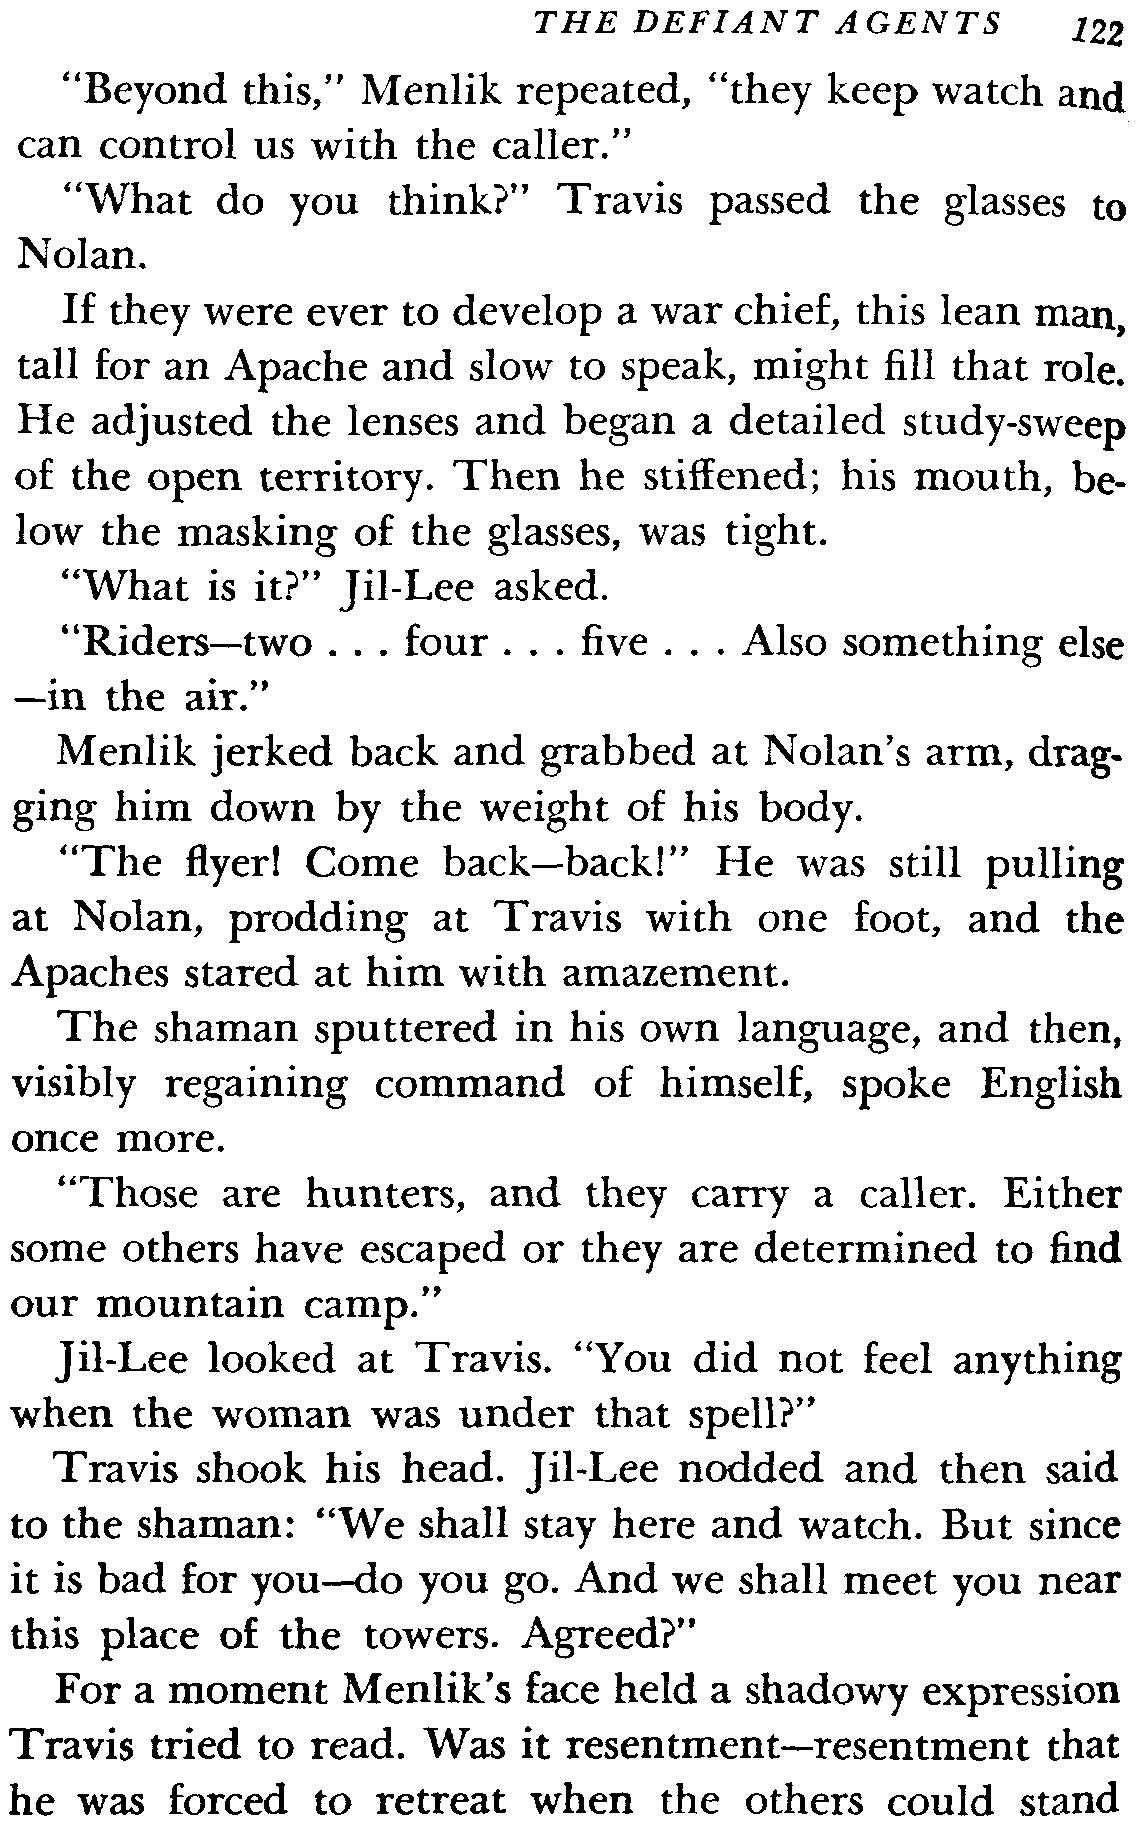 THE DEFIANT AGENTS 122
“Beyond this,” Menlik repeated, “they keep watch and
can control us with the caller.”
“What do you think?” Travis passed the glasses to
Nolan.
If they were ever to develop a war chief, this lean man,
tall for an Apache and slow to speak, might fill that role.
He adjusted the lenses and began a detailed study-sweep
of the open territory. Then he stiffened; his mouth, be-
low the masking of the glasses, was tight.
“What is it?” Jil-Lee asked.
“Riders—two . . . four . . . five . . . Also something else
—in the air.”
Menlik jerked back and grabbed at Nolan’s arm, drag-
ging him down by the weight of his body.
“The flyer! Come back—back!” He was still pulling
at Nolan, prodding at Travis with one foot, and the
Apaches stared at him with amazement.
The shaman sputtered in his own language, and then,
visibly regaining command of himself, spoke English
once more.
“Those are hunters, and they carry a caller. Either
some others have escaped or they are determined to find
our mountain camp.”
Jil-Lee looked at Travis. “You did not feel anything
when the woman was under that spell?”
Travis shook his head. Jil-Lee nodded and then said
to the shaman: “We shall stay here and watch. But since
it is bad for you—do you go. And we shall meet you near
this place of the towers. Agreed?”
For a moment Menlik’s face held a shadowy expression
Travis tried to read. Was it resentment—resentment that
he was forced to retreat when the others could stand